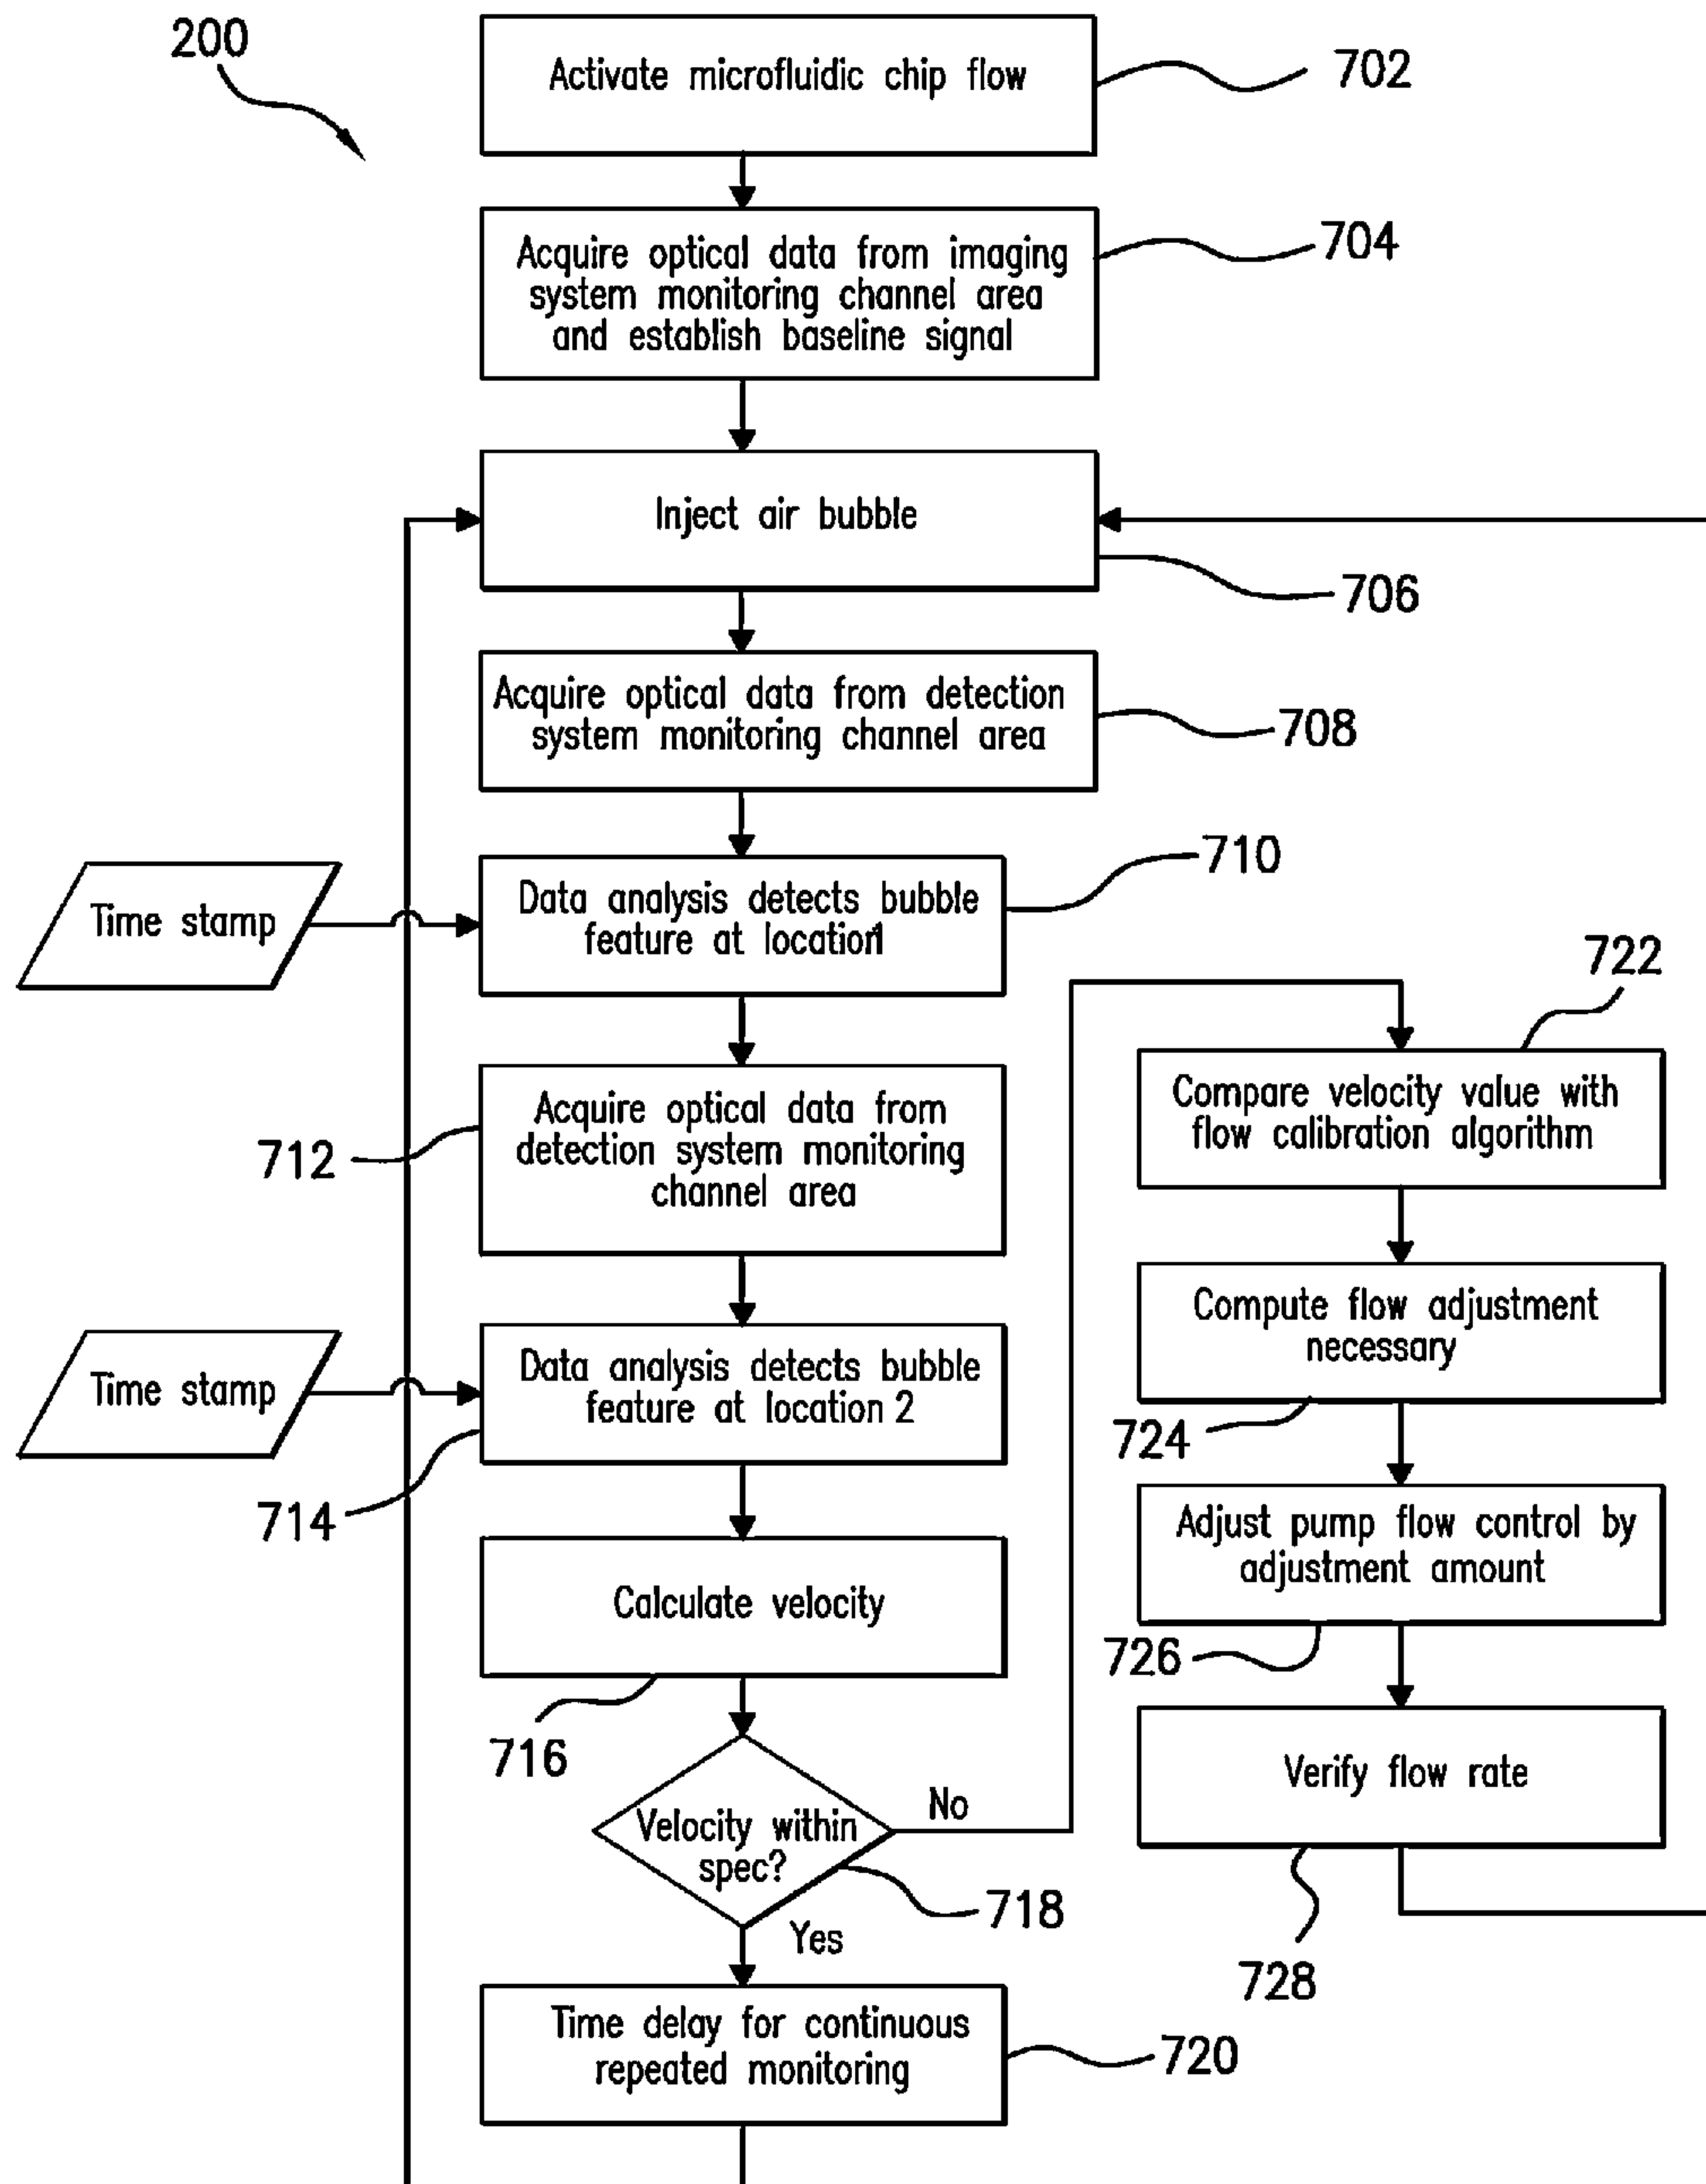 200
Activate microfluidic chip flow
702
Acquire optical data from imaging
system monitoring channel area
and establish baseline signal
704
Inject air bubble
706
Acquire optical data from detection
system monitoring channel area
708
Time stamp
Data analysis detects bubble
feature at location1
710
Acquire optical data from
detection system monitoring
channel area
712
Time stamp
Data analysis detects bubble
feature at location 2
714
Calculate velocity
716
Velocity within
spec?
No
718
Yes
Time delay for continuous
repeated monitoring
720
722
Compare velocity value with
flow calibration algorithm
Compute flow adjustment
necessary
724
Adjust pump flow control by
adjustment amount
726
Verify flow rate
728